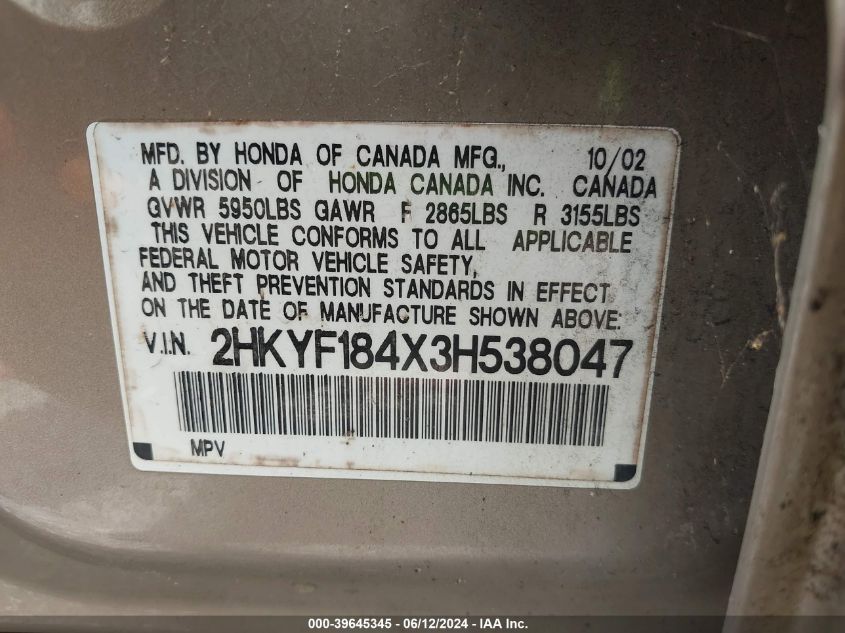 MFD. BY HONDA OF CANADA MFG., 10/02
A DIVISION OF HONDA CANADA INC. CANADA
GVWR 5950LBS GAWR F 2865LBS R 3155LBS
THIS VEHICLE CONFORMS TO ALL APPLICABLE
FEDERAL MOTOR VEHICLE SAFETY,
AND THEFT PREVENTION STANDARDS IN EFFECT
ON THE DATE OF MANUFACTURE SHOWN ABOVE:
V.I.N. 2HKYF184X3H538047
MPV
000-39645345 - 06/12/2024 - IAA Inc.